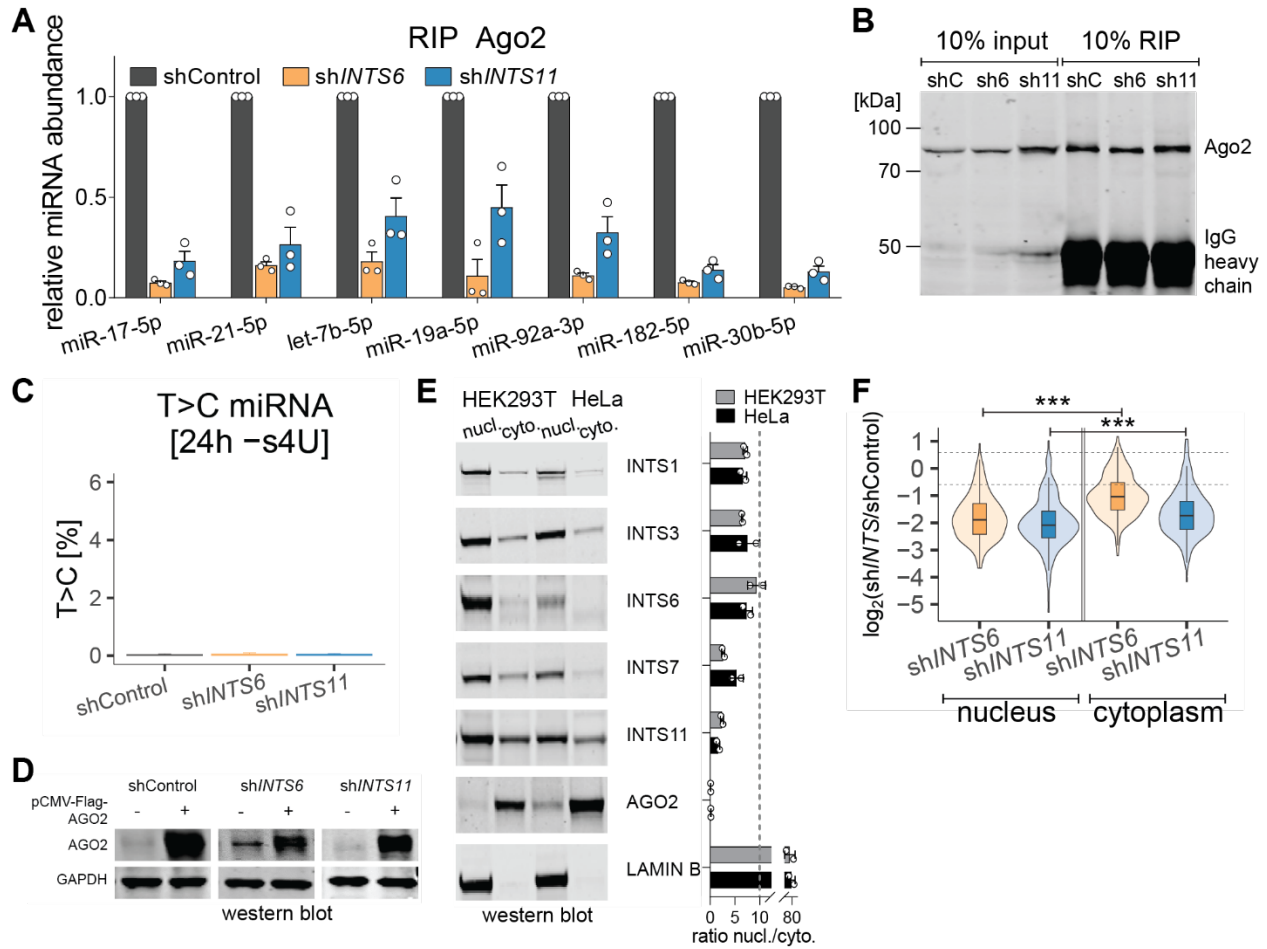 A
RIP Ago2
shControl shINTS6 shINTS11
relative miRNA abundance
1.0
0.5
0.0
miR-17-5p miR-21-5p let-7b-5p miR-19a-5p miR-92a-3p miR-182-5p miR-30b-5p
B
10% input 10% RIP
shC sh6 sh11 shC sh6 sh11
[kDa]
100
70
50
Ago2
IgG
heavy
chain
C
T>C miRNA
[24h −s4U]
T>C [%]
6
4
2
0
shControl shINTS6 shINTS11
D
shControl shINTS6 shINTS11
pCMV-Flag-
AGO2
- + - + - +
AGO2
GAPDH
western blot
E
HEK293T HeLa
nucl. cyto. nucl. cyto.
INTS1
INTS3
INTS6
INTS7
INTS11
AGO2
LAMIN B
western blot
HEK293T
HeLa
0 5 10 80
ratio nucl./cyto.
F
***
***
log2(shINTS/shControl)
1
0
−1
−2
−3
−4
−5
shINTS6 shINTS11 shINTS6 shINTS11
nucleus cytoplasm